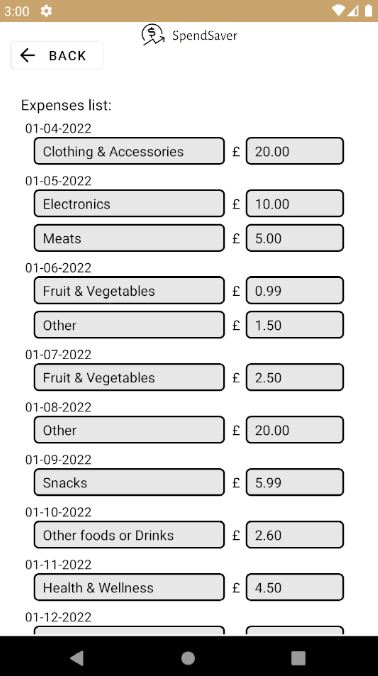 3:00
SpendSaver
BACK
Expenses list:
01-04-2022
Clothing & Accessories £ 20.00
01-05-2022
Electronics £ 10.00
Meats £ 5.00
01-06-2022
Fruit & Vegetables £ 0.99
Other £ 1.50
01-07-2022
Fruit & Vegetables £ 2.50
01-08-2022
Other £ 20.00
01-09-2022
Snacks £ 5.99
01-10-2022
Other foods or Drinks £ 2.60
01-11-2022
Health & Wellness £ 4.50
01-12-2022